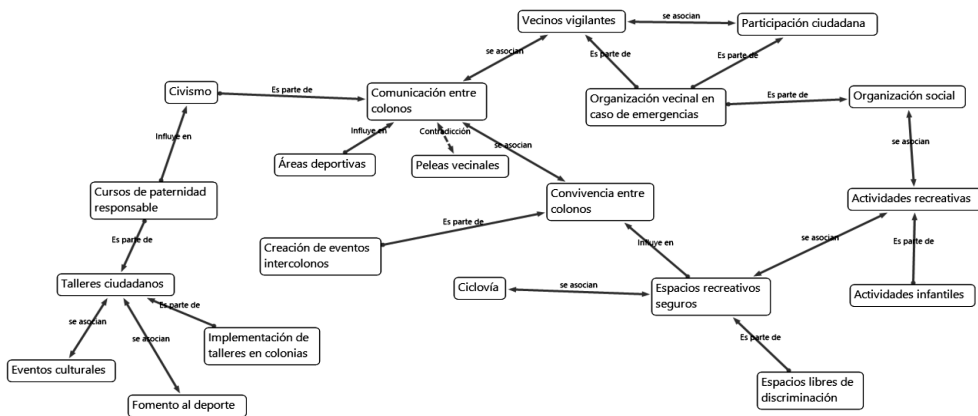 Vecinos vigilantes
se asocian
Participación ciudadana
se asocian
Es parte de
Es parte de
Civismo
Es parte de
Comunicación entre
colonos
Organización vecinal en
caso de emergencias
Es parte de
Organización social
Influye en
Influye en
Contradicción
se asocian
se asocian
Áreas deportivas
Peleas vecinales
Cursos de paternidad
responsable
Convivencia entre
colonos
Actividades recreativas
Es parte de
Es parte de
Creación de eventos
intercolonos
Influye en
se asocian
Es parte de
Talleres ciudadanos
Ciclovía
se asocian
Espacios recreativos
seguros
Actividades infantiles
se asocian
se asocian
Es parte de
Implementación de
talleres en colonias
Es parte de
Eventos culturales
Fomento al deporte
Espacios libres de
discriminación